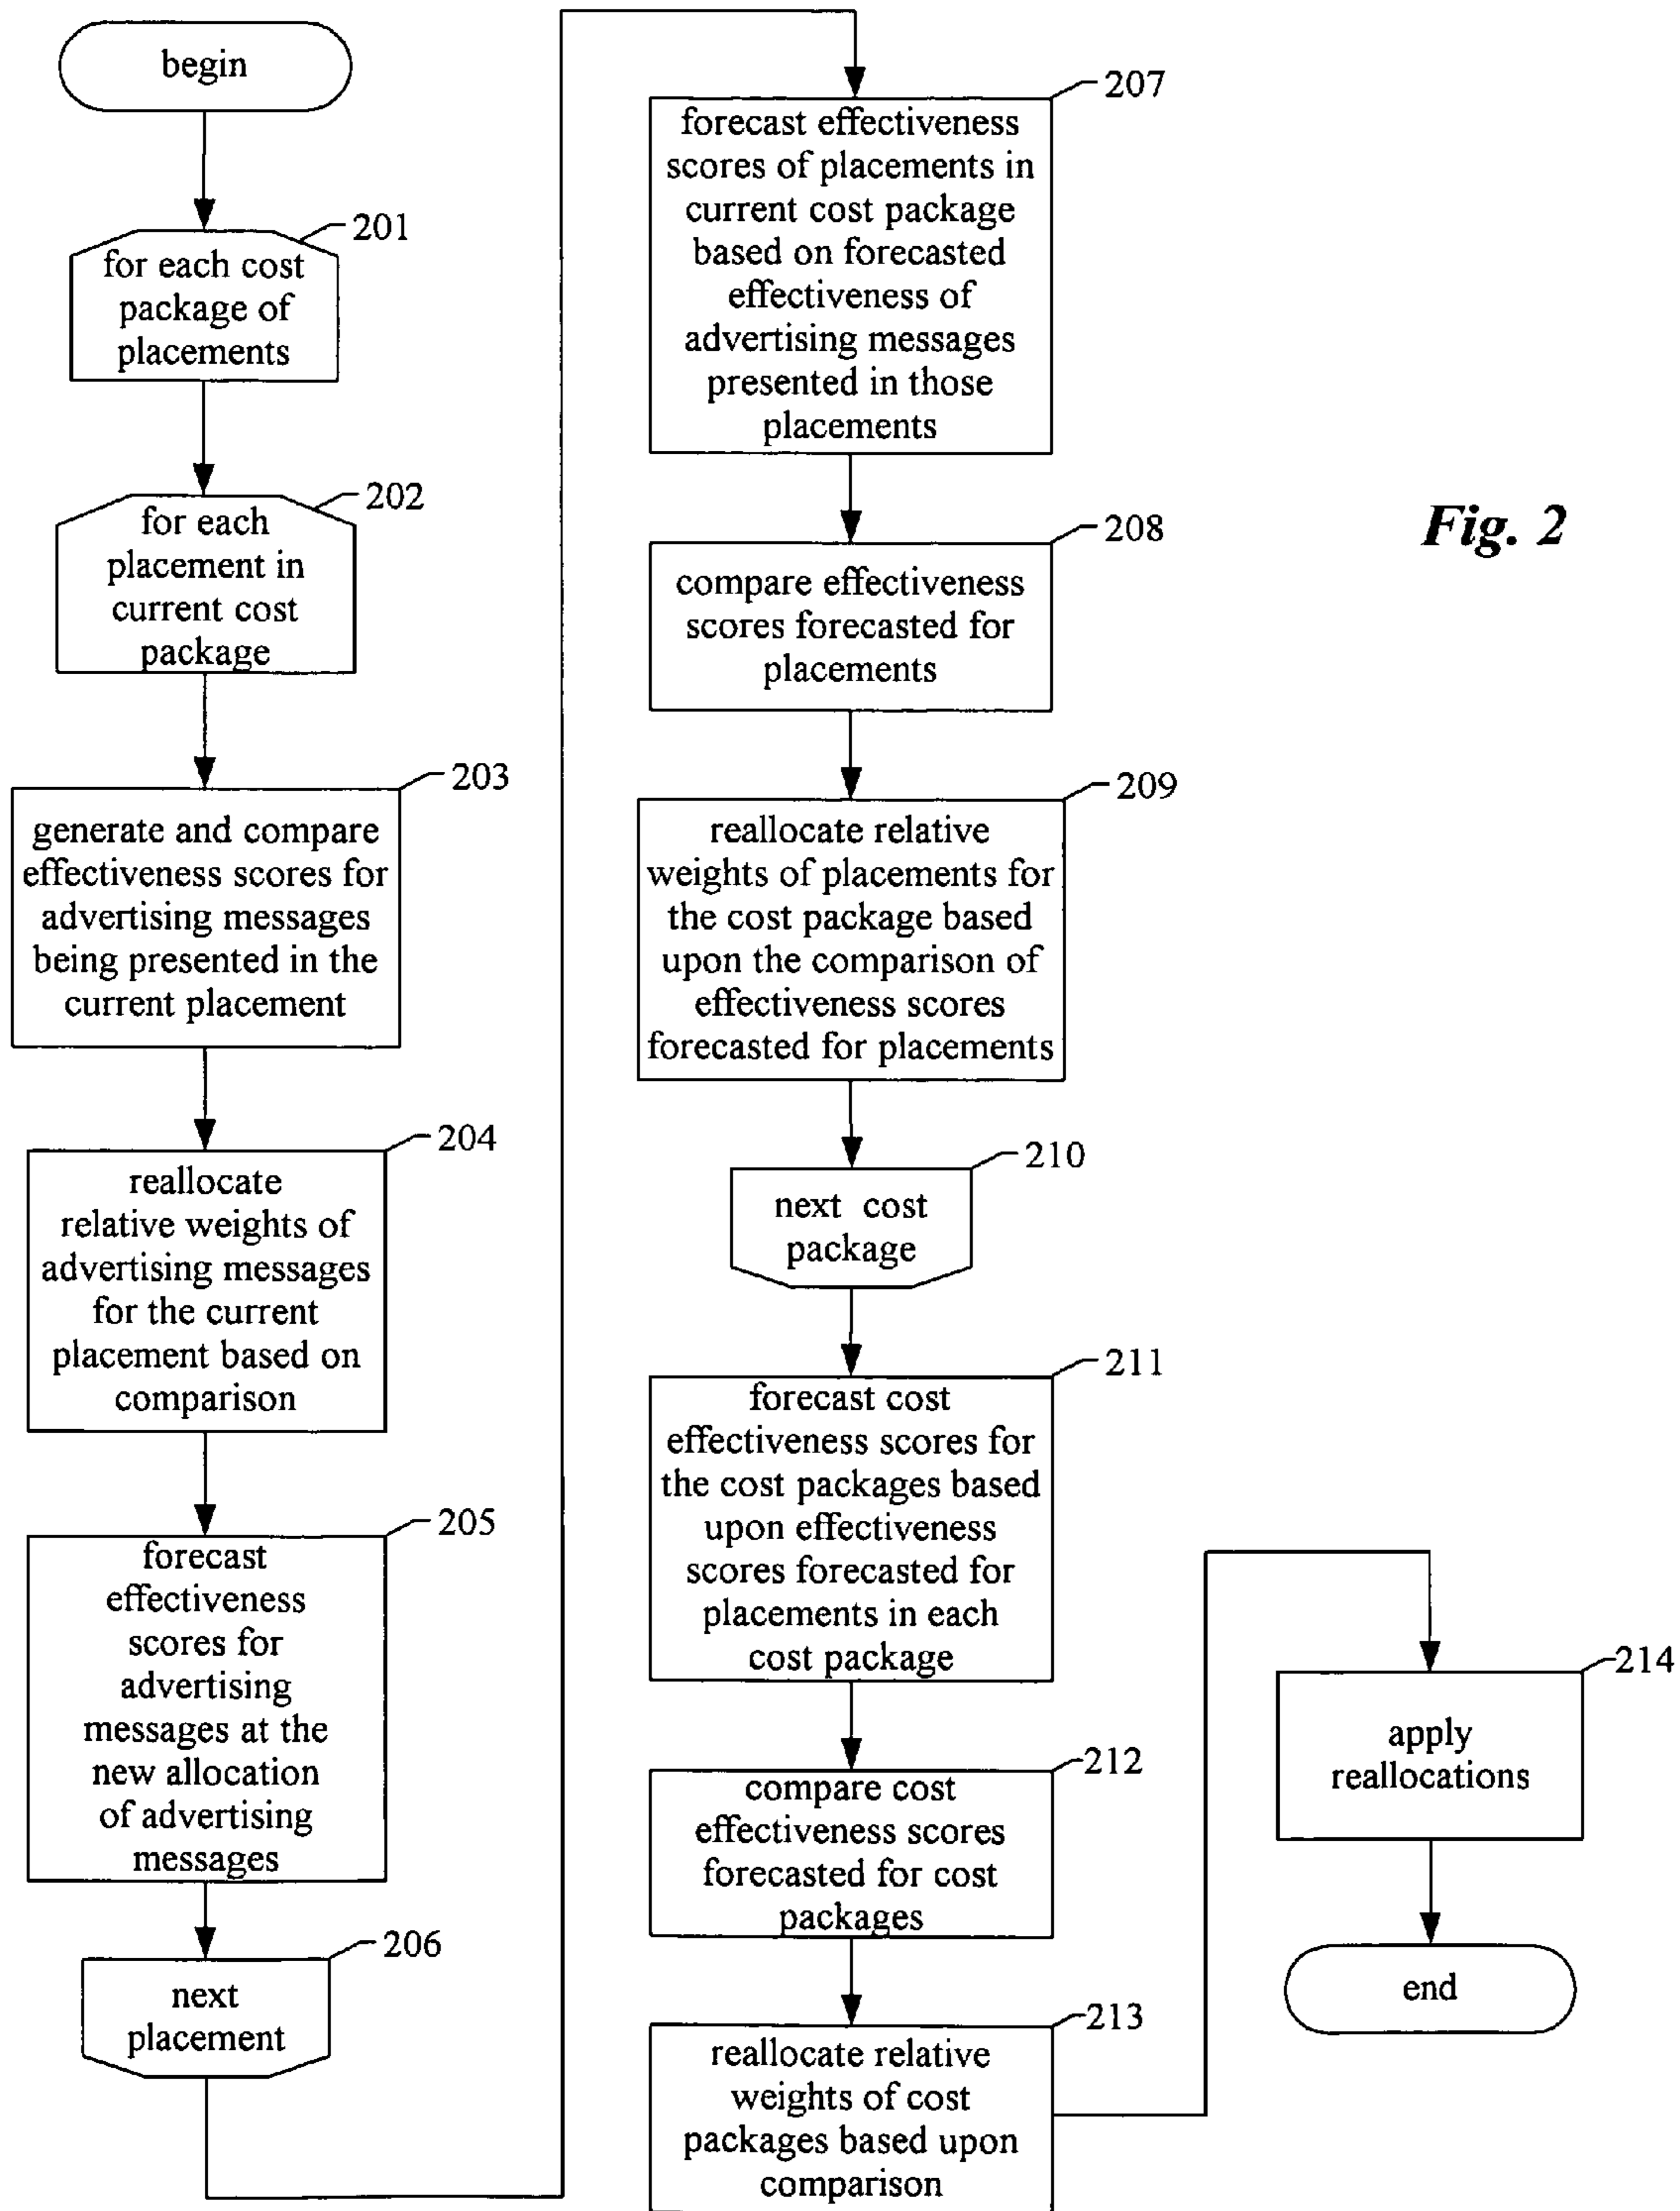 begin
201
for each cost
package of
placements
202
for each
placement in
current cost
package
203
generate and compare
effectiveness scores for
advertising messages
being presented in the
current placement
204
reallocate
relative weights of
advertising messages
for the current
placement based on
comparison
205
forecast
effectiveness
scores for
advertising
messages at the
new allocation
of advertising
messages
206
next
placement
207
forecast effectiveness
scores of placements in
current cost package
based on forecasted
effectiveness of
advertising messages
presented in those
placements
208
compare effectiveness
scores forecasted for
placements
209
reallocate relative
weights of placements for
the cost package based
upon the comparison of
effectiveness scores
forecasted for placements
210
next cost
package
211
forecast cost
effectiveness scores for
the cost packages based
upon effectiveness
scores forecasted for
placements in each
cost package
212
compare cost
effectiveness scores
forecasted for cost
packages
213
reallocate relative
weights of cost
packages based upon
comparison
214
apply
reallocations
end
Fig. 2